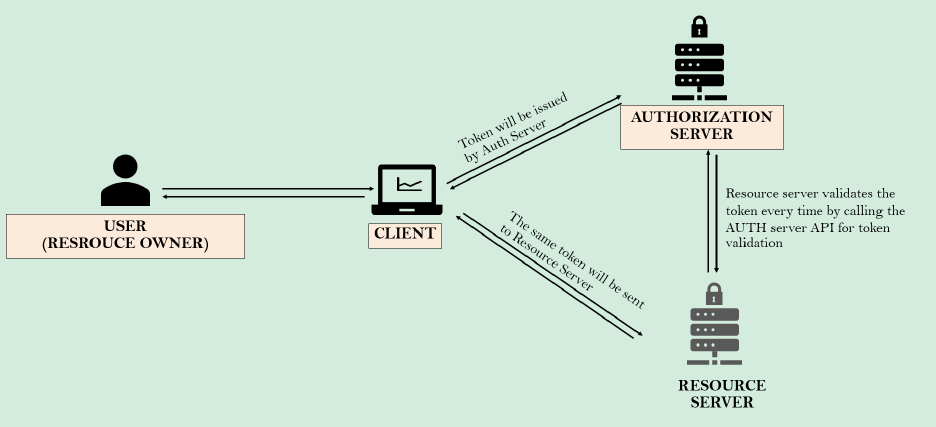 USER
(RESROUCE OWNER)
CLIENT
Token will be issued
by Auth Server
AUTHORIZATION
SERVER
The same token will be sent
to Resource Server
Resource server validates the
token every time by calling the
AUTH server API for token
validation
RESOURCE
SERVER